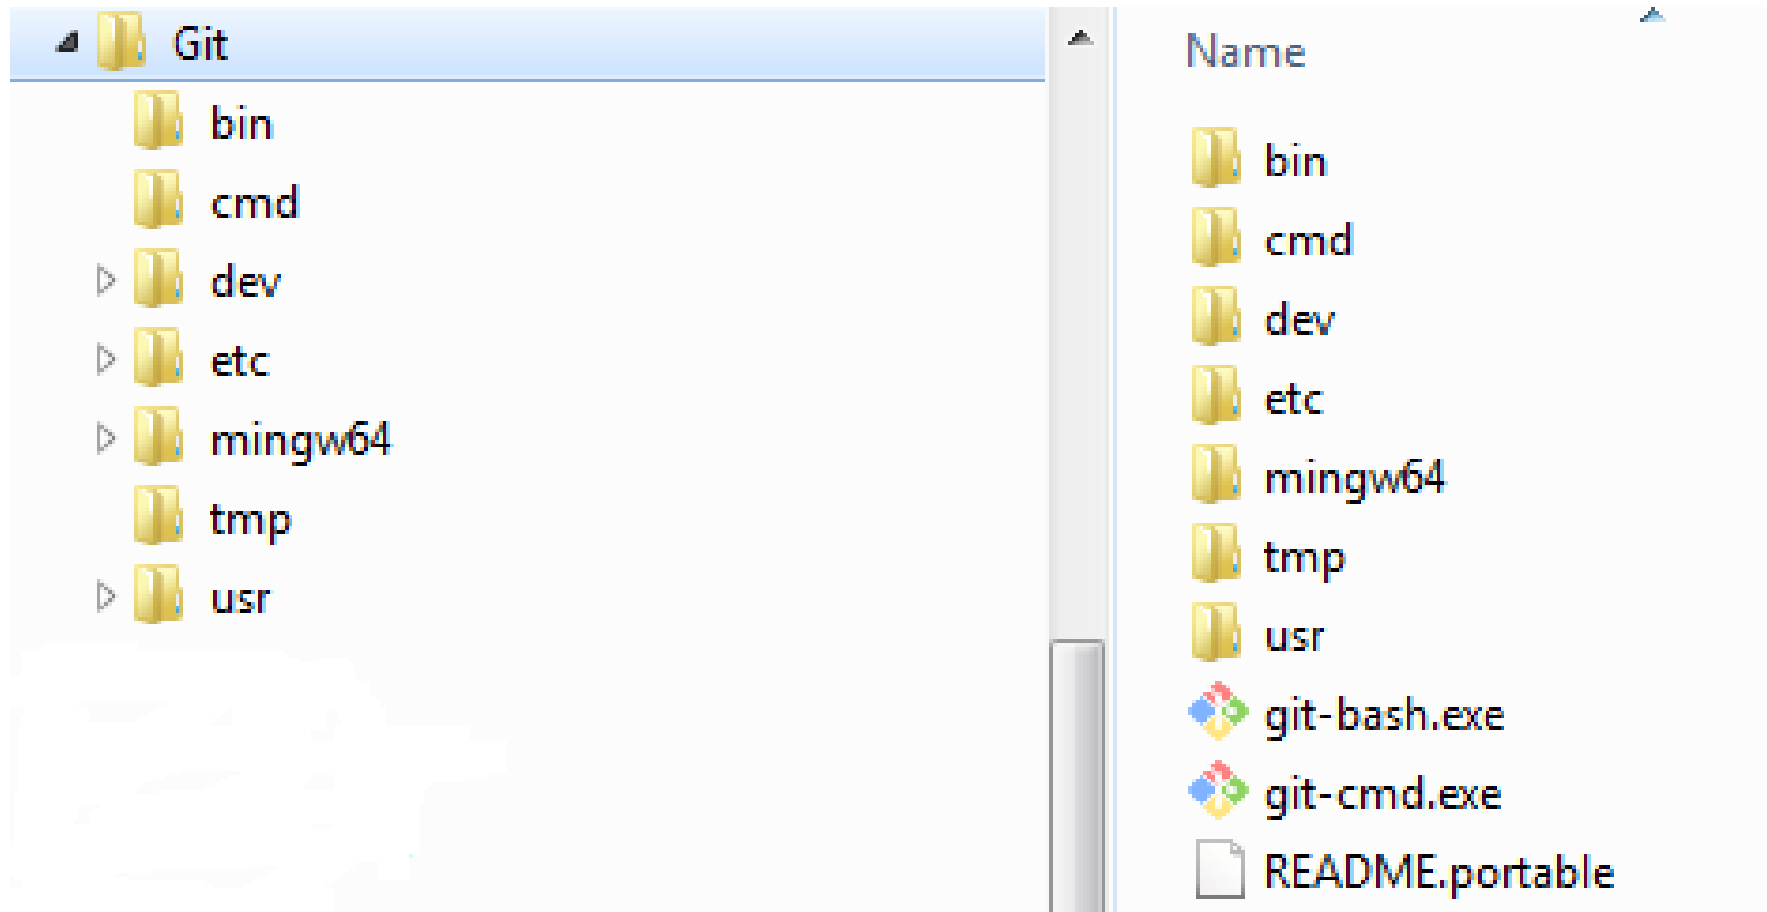 Git
bin
cmd
dev
etc
mingw64
tmp
usr
Name
bin
cmd
dev
etc
mingw64
tmp
usr
git-bash.exe
git-cmd.exe
README.portable